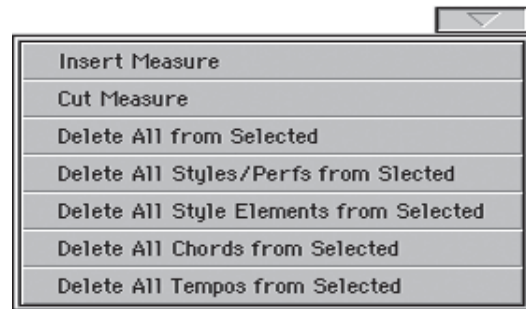 Insert Measure
Cut Measure
Delete All from Selected
Delete All Styles/Perfs from Slected
Delete All Style Elements from Selected
Delete All Chords from Selected
Delete All Tempos from Selected